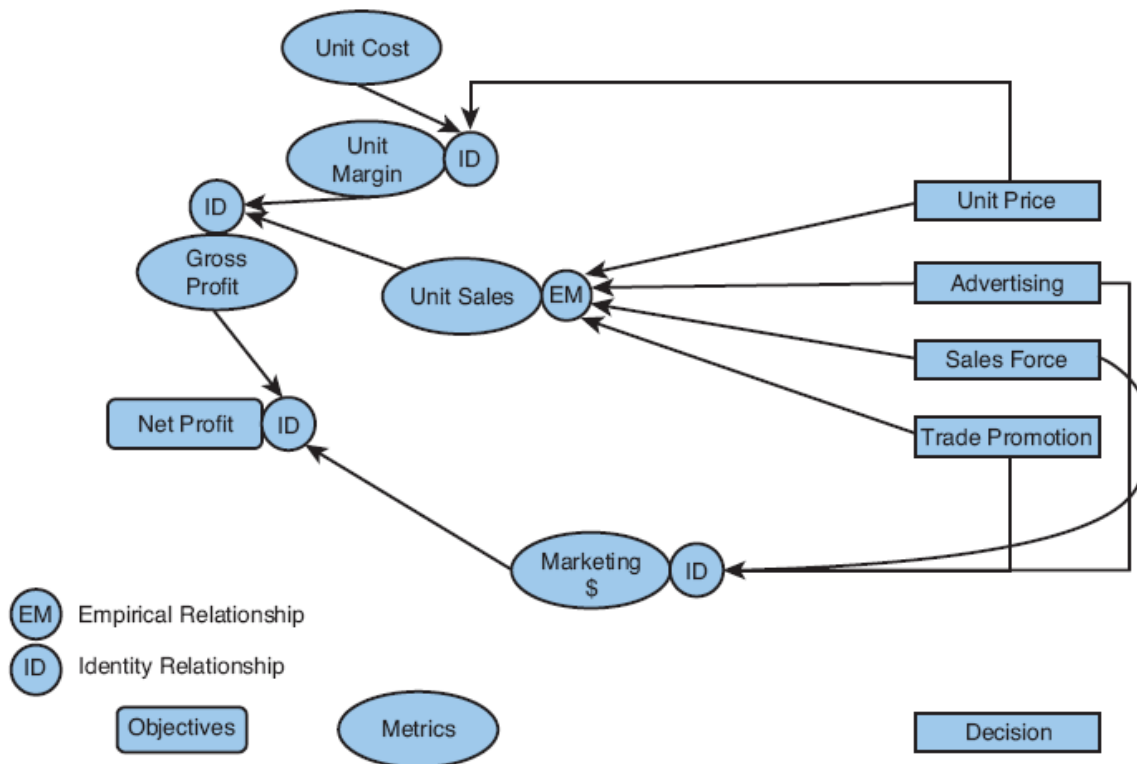 Unit Cost
Unit
Margin
ID
ID
Unit Price
Gross
Profit
Unit Sales
EM
Advertising
Sales Force
Net Profit
ID
Trade Promotion
Marketing
$
ID
EM
Empirical Relationship
ID
Identity Relationship
Objectives
Metrics
Decision